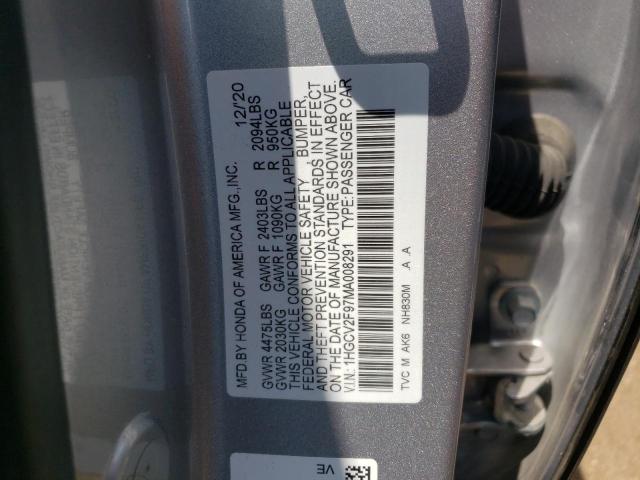 MFD.BY HONDA OF AMERICA MFG.,INC. 12/'20
GVWR 4475LBS GAWR F 2403LBS R 2094LBS
GVWR 2030KG GAWR F 1090KG R 950KG
THIS VEHICLE CONFORMS TO ALL APPLICABLE
FEDERAL MOTOR VEHICLE SAFETY BUMPER,
AND THEFT PREVENTION STANDARDS IN EFFECT
ON THE DATE OF MANUFACTURE SHOWN ABOVE.
V.I.N.: 1HGCV2F97MA008291 TYPE:PASSENGER CAR
TVC M AK6 NH830M .A .A
VE